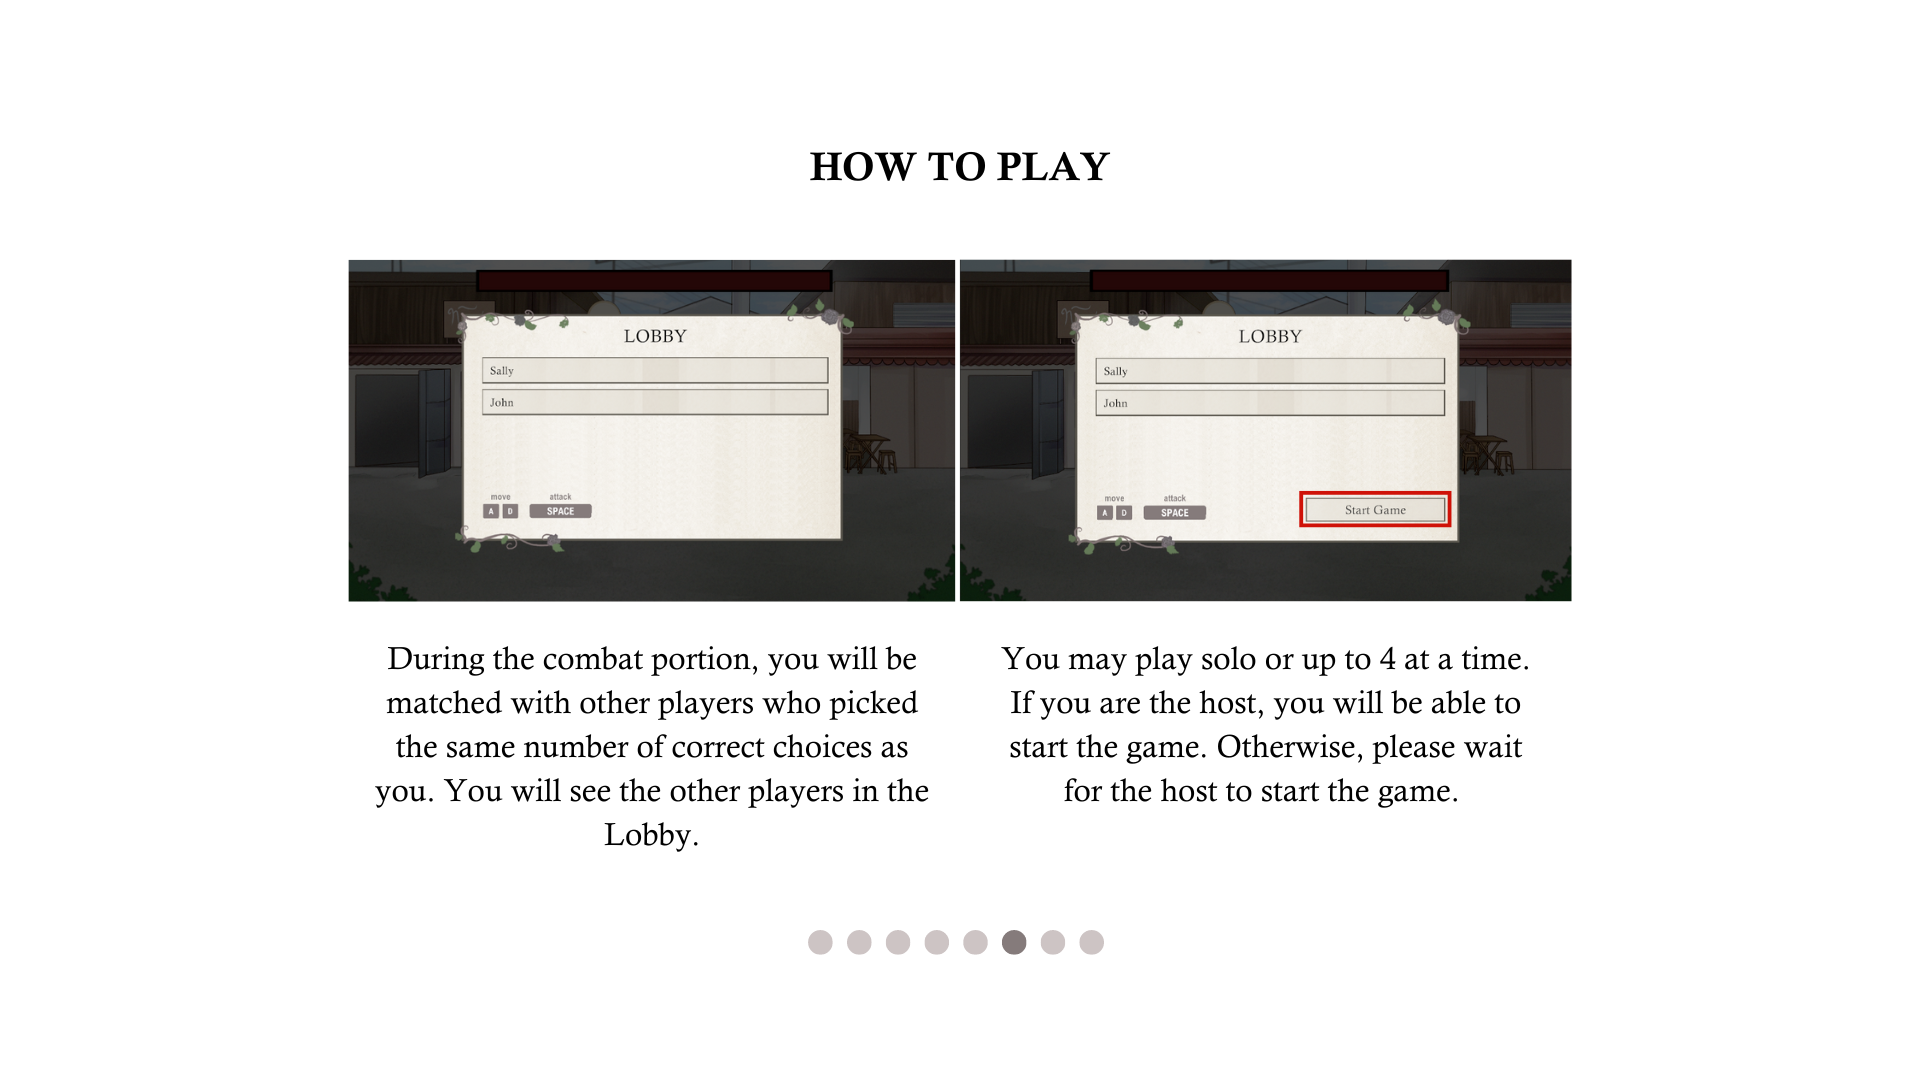 HOW TO PLAY
LOBBY
Sally
John
move
attack
A
D
SPACE
LOBBY
Sally
John
move
attack
A
D
SPACE
Start Game
During the combat portion, you will be
matched with other players who picked
the same number of correct choices as
you. You will see the other players in the
Lobby.
You may play solo or up to 4 at a time.
If you are the host, you will be able to
start the game. Otherwise, please wait
for the host to start the game.